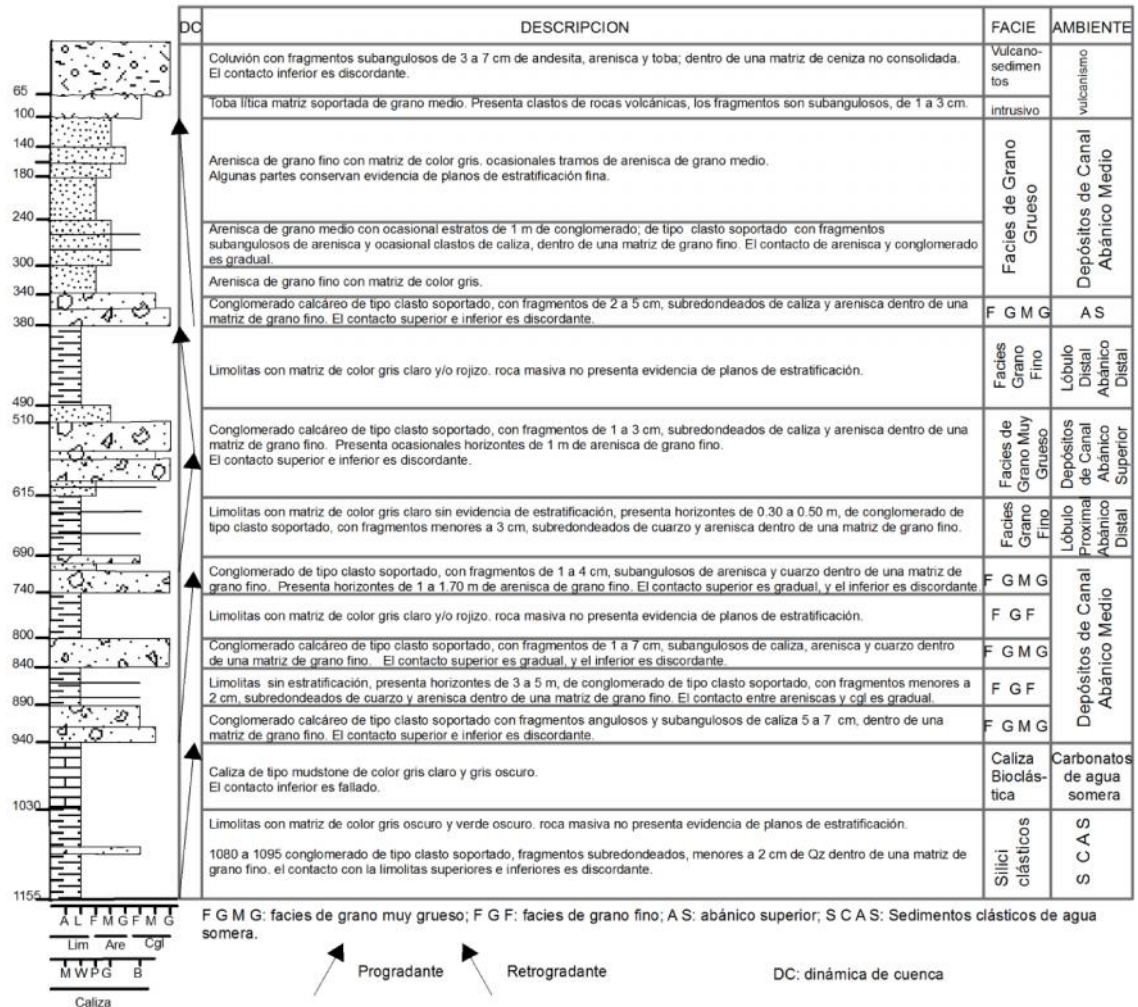 DC
DESCRIPCION
FACIE
AMBIENTE
65
100
140
180
240
300
340
380
490
510
615
690
740
800
840
890
940
1030
1155
Coluvión con fragmentos subangulosos de 3 a 7 cm de andesita, arenisca y toba; dentro de una matriz de ceniza no consolidada.
El contacto inferior es discordante.
Vulcano-
sedimen
tos
vulcanismo
Toba lítica matriz soportada de grano medio. Presenta clastos de rocas volcánicas, los fragmentos son subangulosos, de 1 a 3 cm.
intrusivo
Arenisca de grano fino con matriz de color gris. ocasionales tramos de arenisca de grano medio.
Algunas partes conservan evidencia de planos de estratificación fina.
Facies de Grano
Grueso
Depósitos de Canal
Abánico Medio
Arenisca de grano medio con ocasional estratos de 1 m de conglomerado; de tipo clasto soportado con fragmentos
subangulosos de arenisca y ocasional clastos de caliza, dentro de una matriz de grano fino. El contacto de arenisca y conglomerado
es gradual.
Arenisca de grano fino con matriz de color gris.
Conglomerado calcáreo de tipo clasto soportado, con fragmentos de 2 a 5 cm, subredondeados de caliza y arenisca dentro de una
matriz de grano fino. El contacto superior e inferior es discordante.
F G M G
A S
Limolitas con matriz de color gris claro y/o rojizo. roca masiva no presenta evidencia de planos de estratificación.
Facies
Grano
Fino
Lóbulo
Distal
Abánico
Distal
Conglomerado calcáreo de tipo clasto soportado, con fragmentos de 1 a 3 cm, subredondeados de caliza y arenisca dentro de una
matriz de grano fino. Presenta ocasionales horizontes de 1 m de arenisca de grano fino.
El contacto superior e inferior es discordante.
Facies de
Grano Muy
Grueso
Depósitos
de Canal
Abánico
Superior
Limolitas con matriz de color gris claro sin evidencia de estratificación, presenta horizontes de 0.30 a 0.50 m, de conglomerado de
tipo clasto soportado, con fragmentos menores a 3 cm, subredondeados de cuarzo y arenisca dentro de una matriz de grano fino.
Facies
Grano
Fino
Lóbulo
Proximal
Abánico
Distal
Conglomerado de tipo clasto soportado, con fragmentos de 1 a 4 cm, subangulosos de arenisca y cuarzo dentro de una matriz de
grano fino. Presenta horizontes de 1 a 1.70 m de arenisca de grano fino. El contacto superior es gradual, y el inferior es discordante.
F G M G
Depósitos de Canal
Abánico Medio
Limolitas con matriz de color gris claro y/o rojizo. roca masiva no presenta evidencia de planos de estratificación.
F G F
Conglomerado calcáreo de tipo clasto soportado, con fragmentos de 1 a 7 cm, subangulosos de caliza, arenisca y cuarzo dentro
de una matriz de grano fino. El contacto superior es gradual, y el inferior es discordante.
F G M G
Limolitas sin estratificación, presenta horizontes de 3 a 5 m, de conglomerado de tipo clasto soportado, con fragmentos menores a
2 cm, subredondeados de cuarzo y arenisca dentro de una matriz de grano fino. El contacto entre areniscas y cgl es gradual.
F G F
Conglomerado calcáreo de tipo clasto soportado con fragmentos angulosos y subangulosos de caliza 5 a 7 cm, dentro de una
matriz de grano fino. El contacto superior e inferior es discordante.
F G M G
Caliza de tipo mudstone de color gris claro y gris oscuro.
El contacto inferior es fallado.
Caliza
Bioclás-
tica
Carbonatos
de agua
somera
Limolitas con matriz de color gris oscuro y verde oscuro. roca masiva no presenta evidencia de planos de estratificación.
1080 a 1095 conglomerado de tipo clasto soportado, fragmentos subredondeados, menores a 2 cm de Qz dentro de una matriz de
grano fino. el contacto con la limolitas superiores e inferiores es discordante.
Silici
clásticos
S C A S
A L F M G F M G
Lim Are Cgl
M W P G B
Caliza
F G M G: facies de grano muy grueso; F G F: facies de grano fino; A S: abánico superior; S C A S: Sedimentos clásticos de agua
somera.
Progradante
Retrogradante
DC: dinámica de cuenca